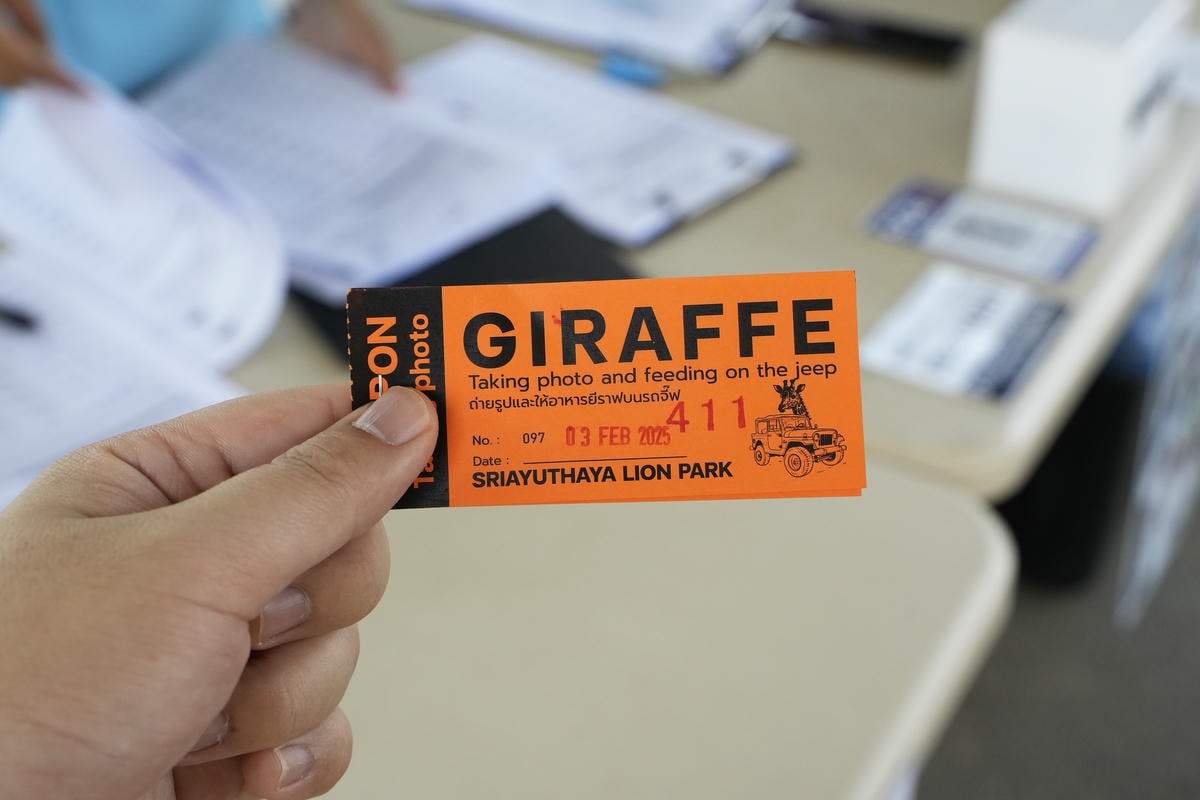 GIRAFFE
Taking photo and feeding on the jeep
ถ่ายรูปและให้อาหารยีราฟบนรถจี๊ฟ
411
No. : 097 03 FEB 2025
Date :
SRIAYUTHAYA LION PARK
photo